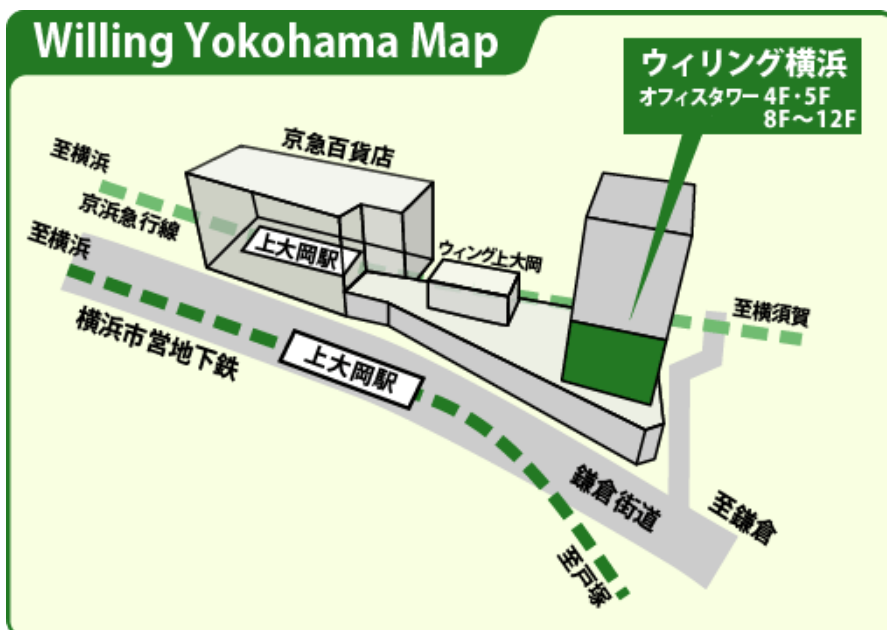 Willing Yokohama Map
ウィリング横浜
オフィスタワー 4F・5F
8F〜12F
京急百貨店
至横浜
京浜急行線
上大岡駅
ウィング上大岡
至横浜
至横須賀
横浜市営地下鉄
上大岡駅
鎌倉街道
至鎌倉
至戸塚